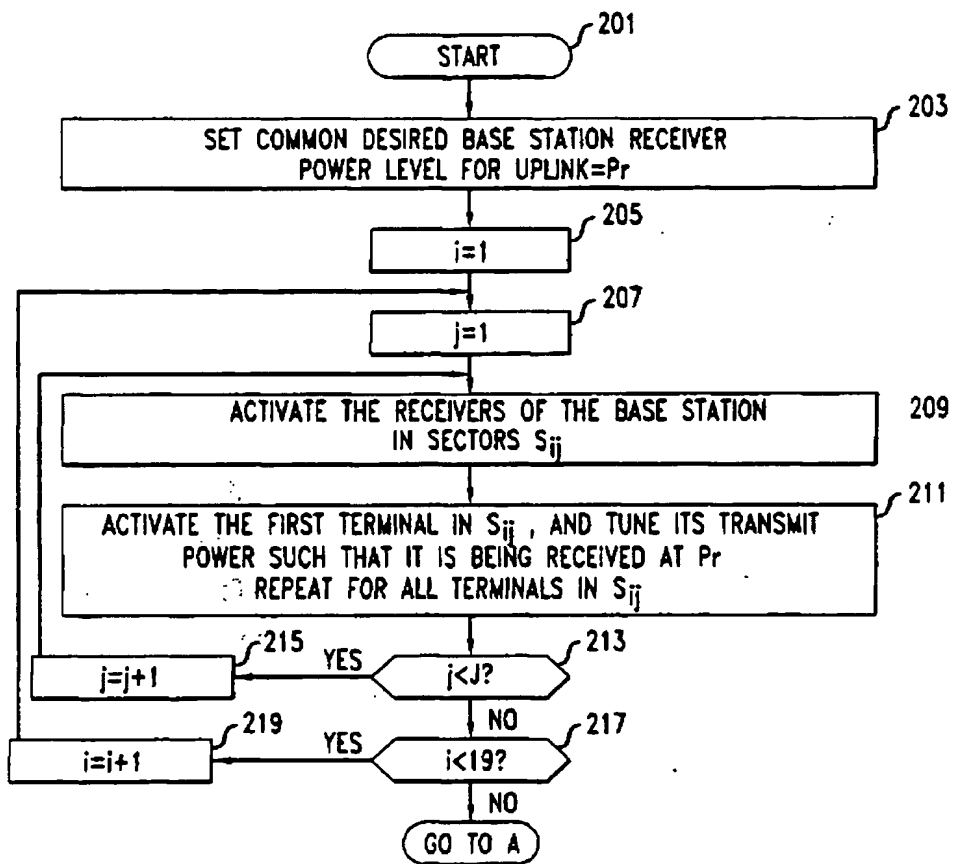 START
201
SET COMMON DESIRED BASE STATION RECEIVER
POWER LEVEL FOR UPLINK=Pr
203
i=1
205
j=1
207
ACTIVATE THE RECEIVERS OF THE BASE STATION
IN SECTORS Sij
209
ACTIVATE THE FIRST TERMINAL IN Sij , AND TUNE ITS TRANSMIT
POWER SUCH THAT IT IS BEING RECEIVED AT Pr
REPEAT FOR ALL TERMINALS IN Sij
211
j=j+1
215
YES
j<J?
213
NO
i=i+1
219
YES
i<19?
217
NO
GO TO A